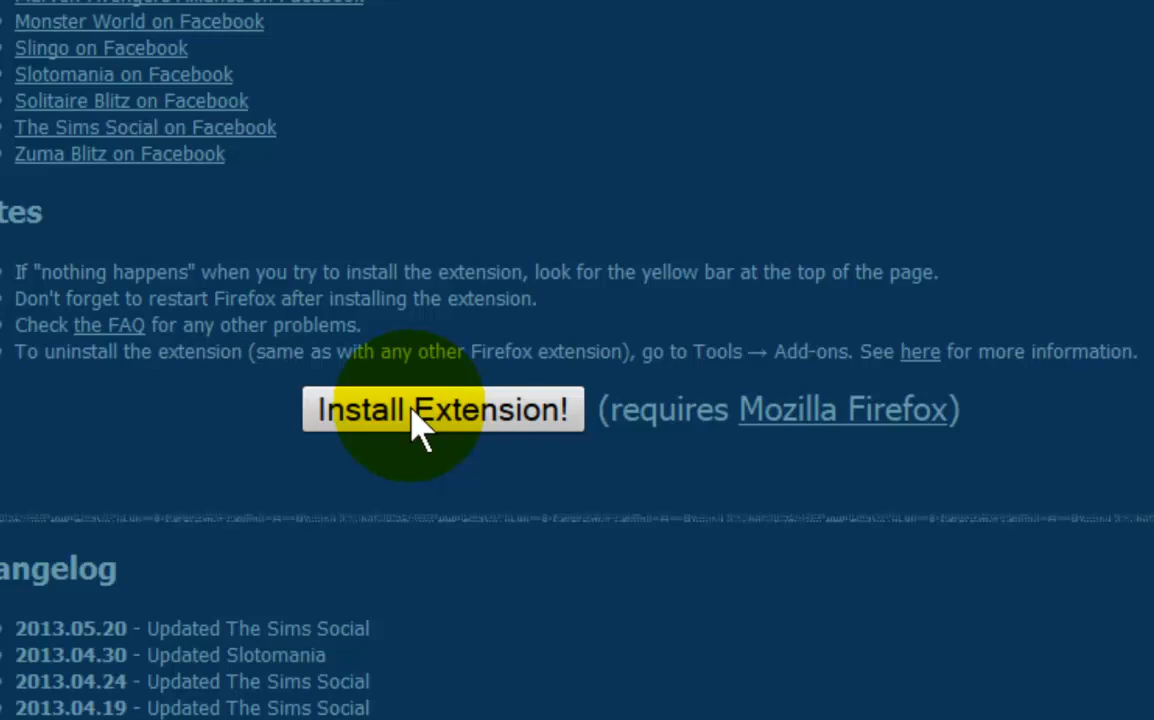 Monster World on Facebook
Slingo on Facebook
Slotomania on Facebook
Solitaire Blitz on Facebook
The Sims Social on Facebook
Zuma Blitz on Facebook
tes
If "nothing happens" when you try to install the extension, look for the yellow bar at the top of the page.
Don't forget to restart Firefox after installing the extension.
Check the FAQ for any other problems.
To uninstall the extension (same as with any other Firefox extension), go to Tools → Add-ons. See here for more information.
Install Extension! (requires Mozilla Firefox)
angelog
2013.05.20 - Updated The Sims Social
2013.04.30 - Updated Slotomania
2013.04.24 - Updated The Sims Social
2013.04.19 - Updated The Sims Social